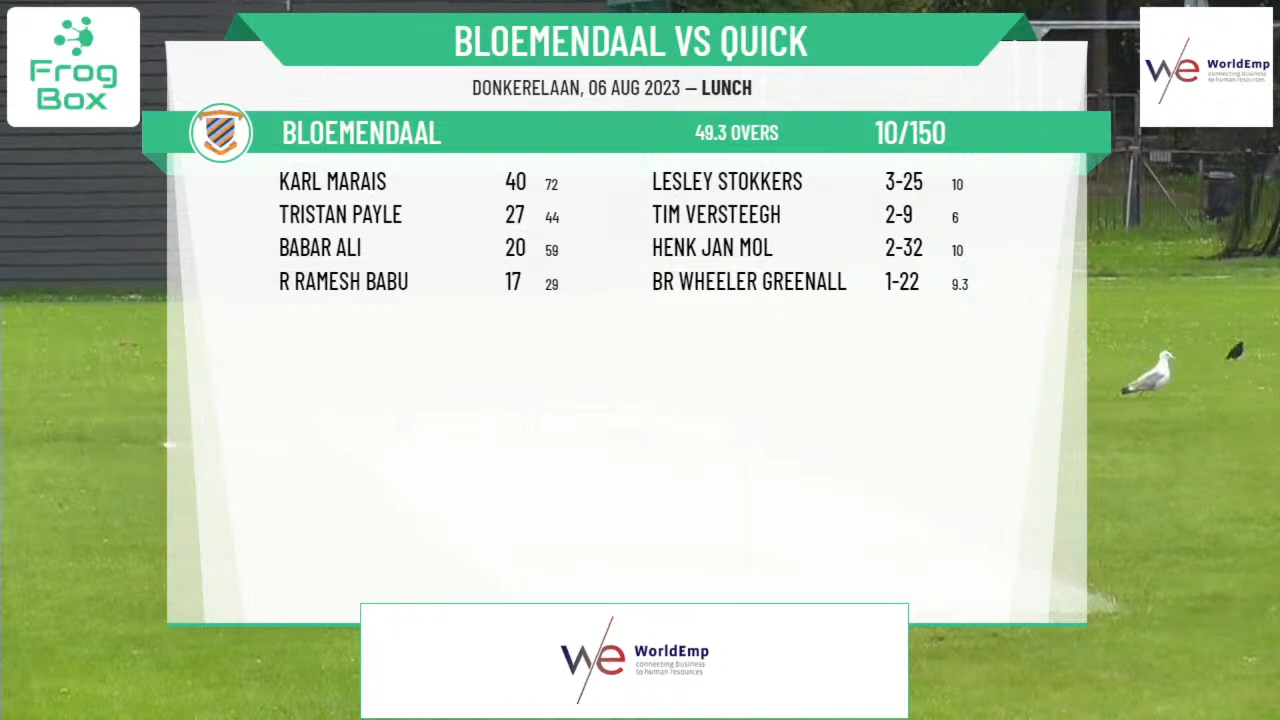 Frog
Box
BLOEMENDAAL VS QUICK
DONKERELAAN, 06 AUG 2023 – LUNCH
we WorldEmp
connecting business
to human resources
BLOEMENDAAL 49.3 OVERS 10/150
KARL MARAIS 40 72 LESLEY STOKKERS 3-25 10
TRISTAN PAYLE 27 44 TIM VERSTEEGH 2-9 6
BABAR ALI 20 59 HENK JAN MOL 2-32 10
R RAMESH BABU 17 29 BR WHEELER GREENALL 1-22 9.3
we WorldEmp
connecting business
to human resources